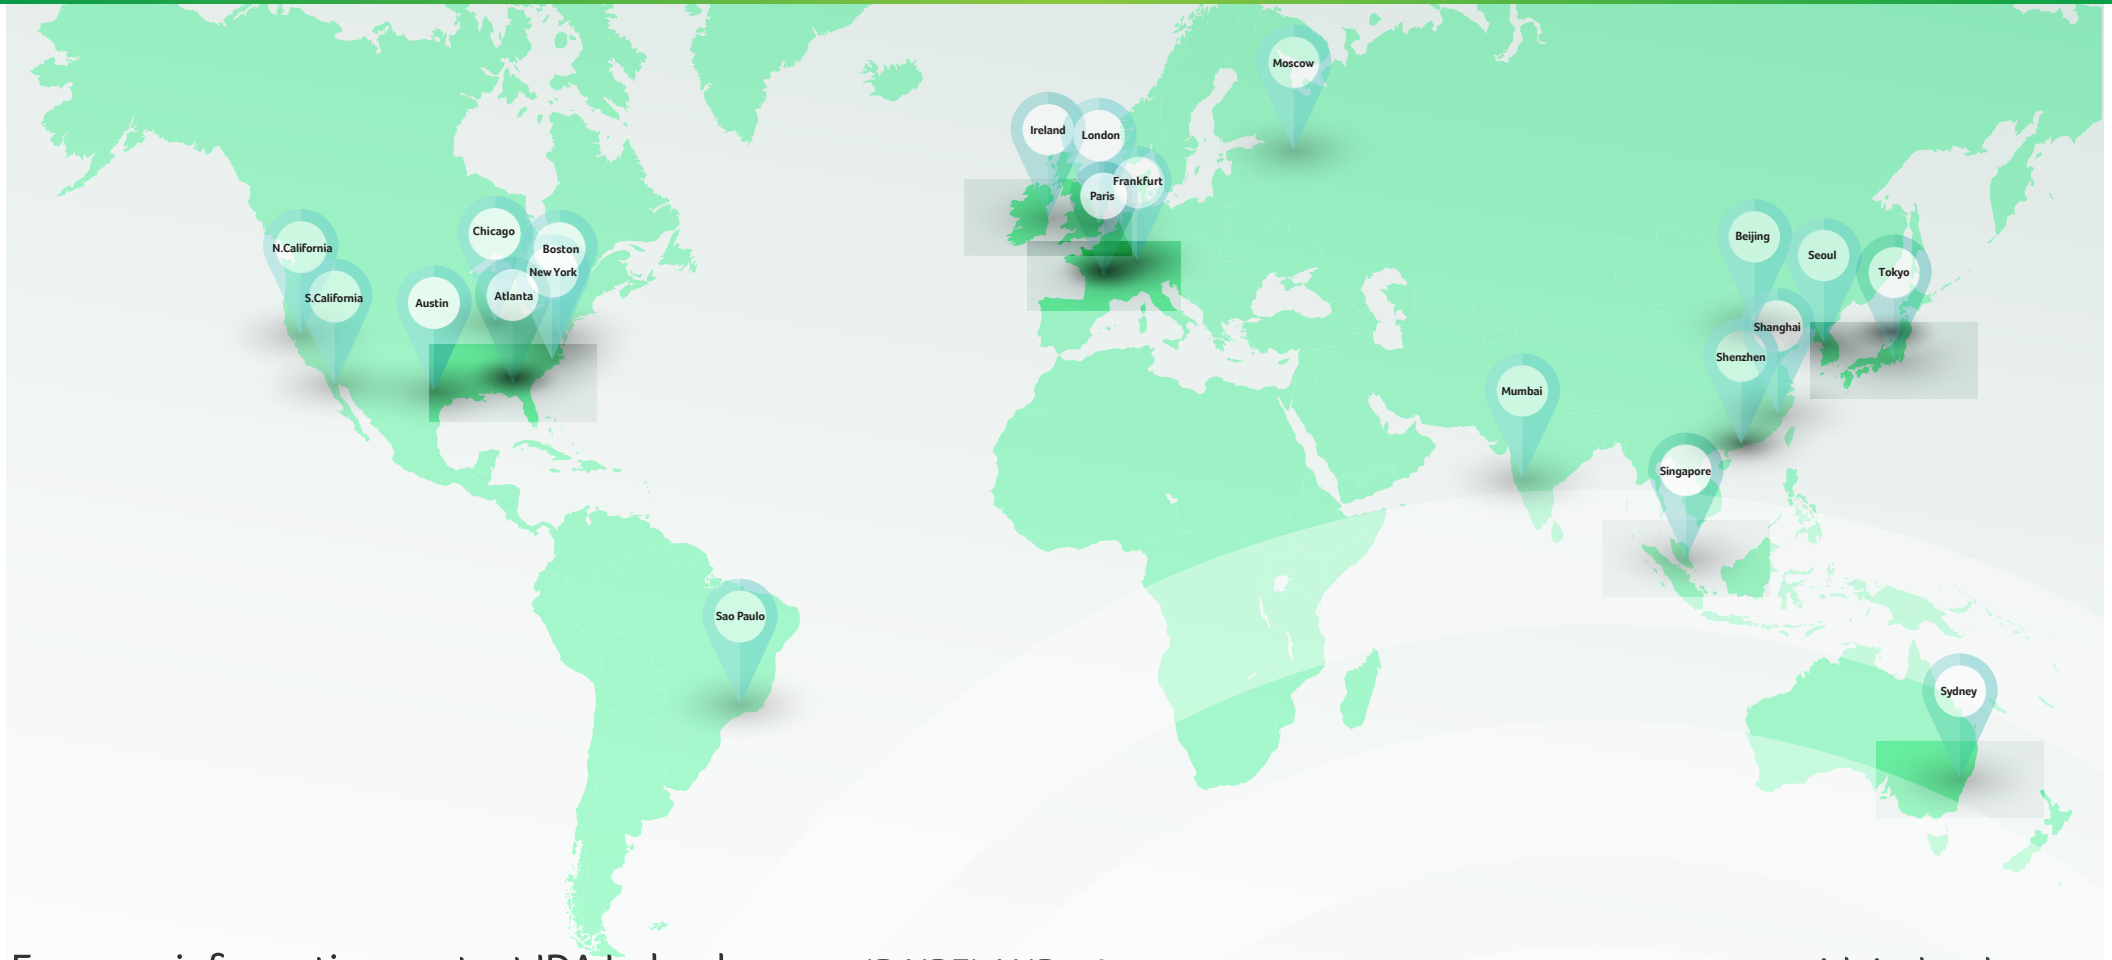 Moscow
Ireland
London
Frankfurt
Paris
N.California
Chicago
Boston
New York
S.California
Austin
Atlanta
Beijing
Seoul
Tokyo
Shanghai
Shenzhen
Mumbai
Singapore
Sao Paulo
Sydney